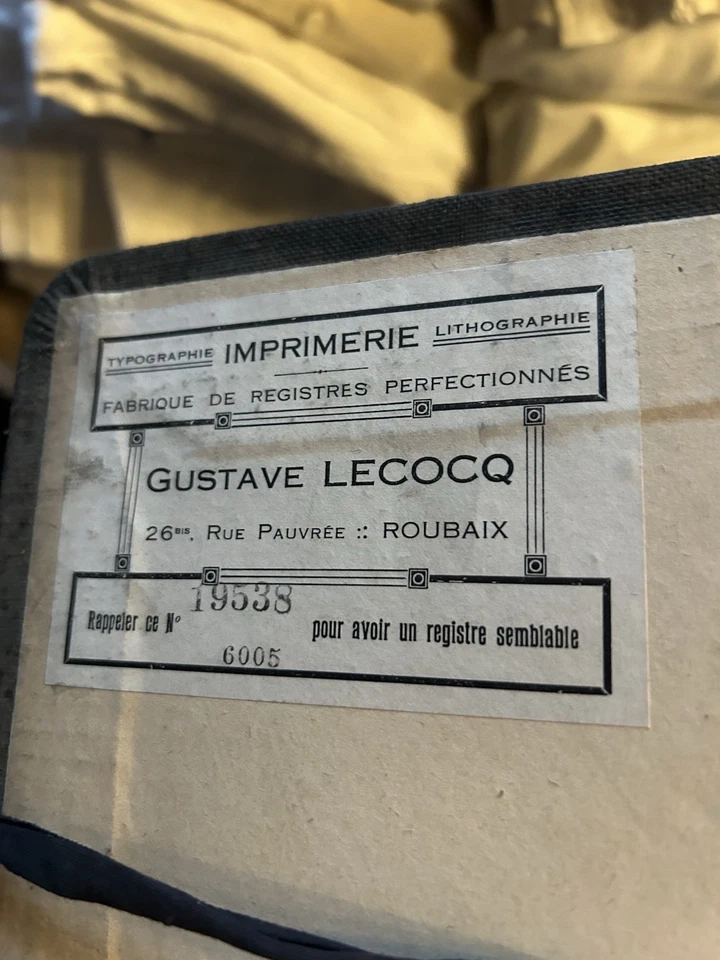 TYPOGRAPHIE IMPRIMERIE LITHOGRAPHIE
FABRIQUE DE REGISTRES PERFECTIONNÉS
GUSTAVE LECOCQ
26BIS, RUE PAUVRÉE :: ROUBAIX
19538
Rappeler ce No pour avoir un registre semblable
6005